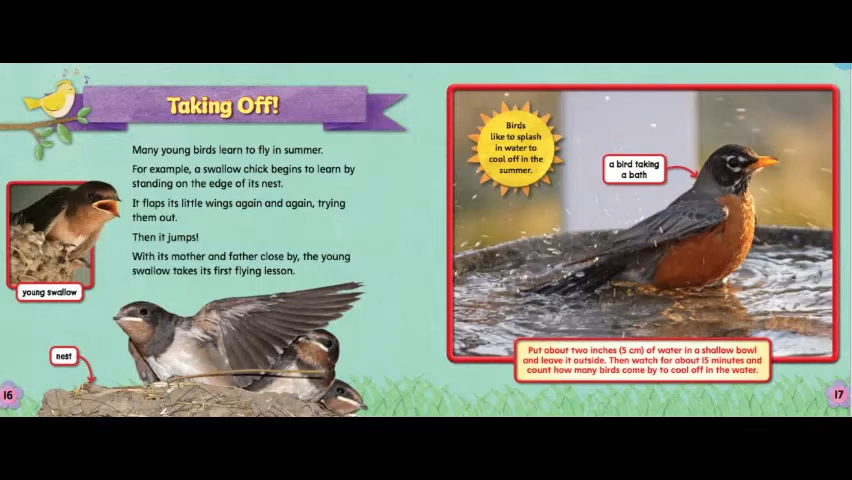 Taking Off!
Many young birds learn to fly in summer.
For example, a swallow chick begins to learn by
standing on the edge of its nest.
It flaps its little wings again and again, trying
them out.
Then it jumps!
With its mother and father close by, the young
swallow takes its first flying lesson.
young swallow
nest
16
Birds
like to splash
in water to
cool off in the
summer.
a bird taking
a bath
Put about two inches (5 cm) of water in a shallow bowl
and leave it outside. Then watch for about 15 minutes and
count how many birds come by to cool off in the water.
17